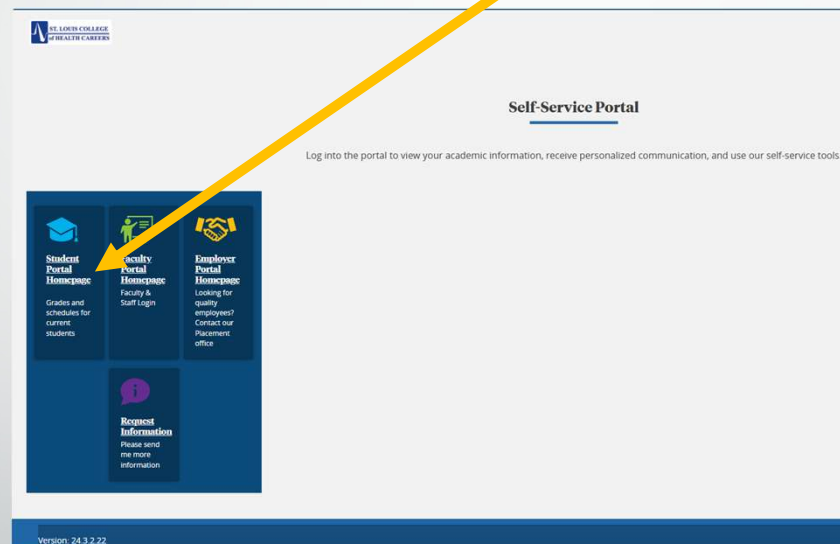 ST. LOUIS COLLEGE
of HEALTH CAREERS
Self-Service Portal
Log into the portal to view your academic information, receive personalized communication, and use our self-service tools
Student
Portal
Homepage
Grades and
schedules for
current
students
Faculty
Portal
Homepage
Faculty &
Staff Login
Employer
Portal
Homepage
Looking for
quality
employees?
Contact our
Placement
office
Request
Information
Please send
me more
information
Version: 24.3.2.22